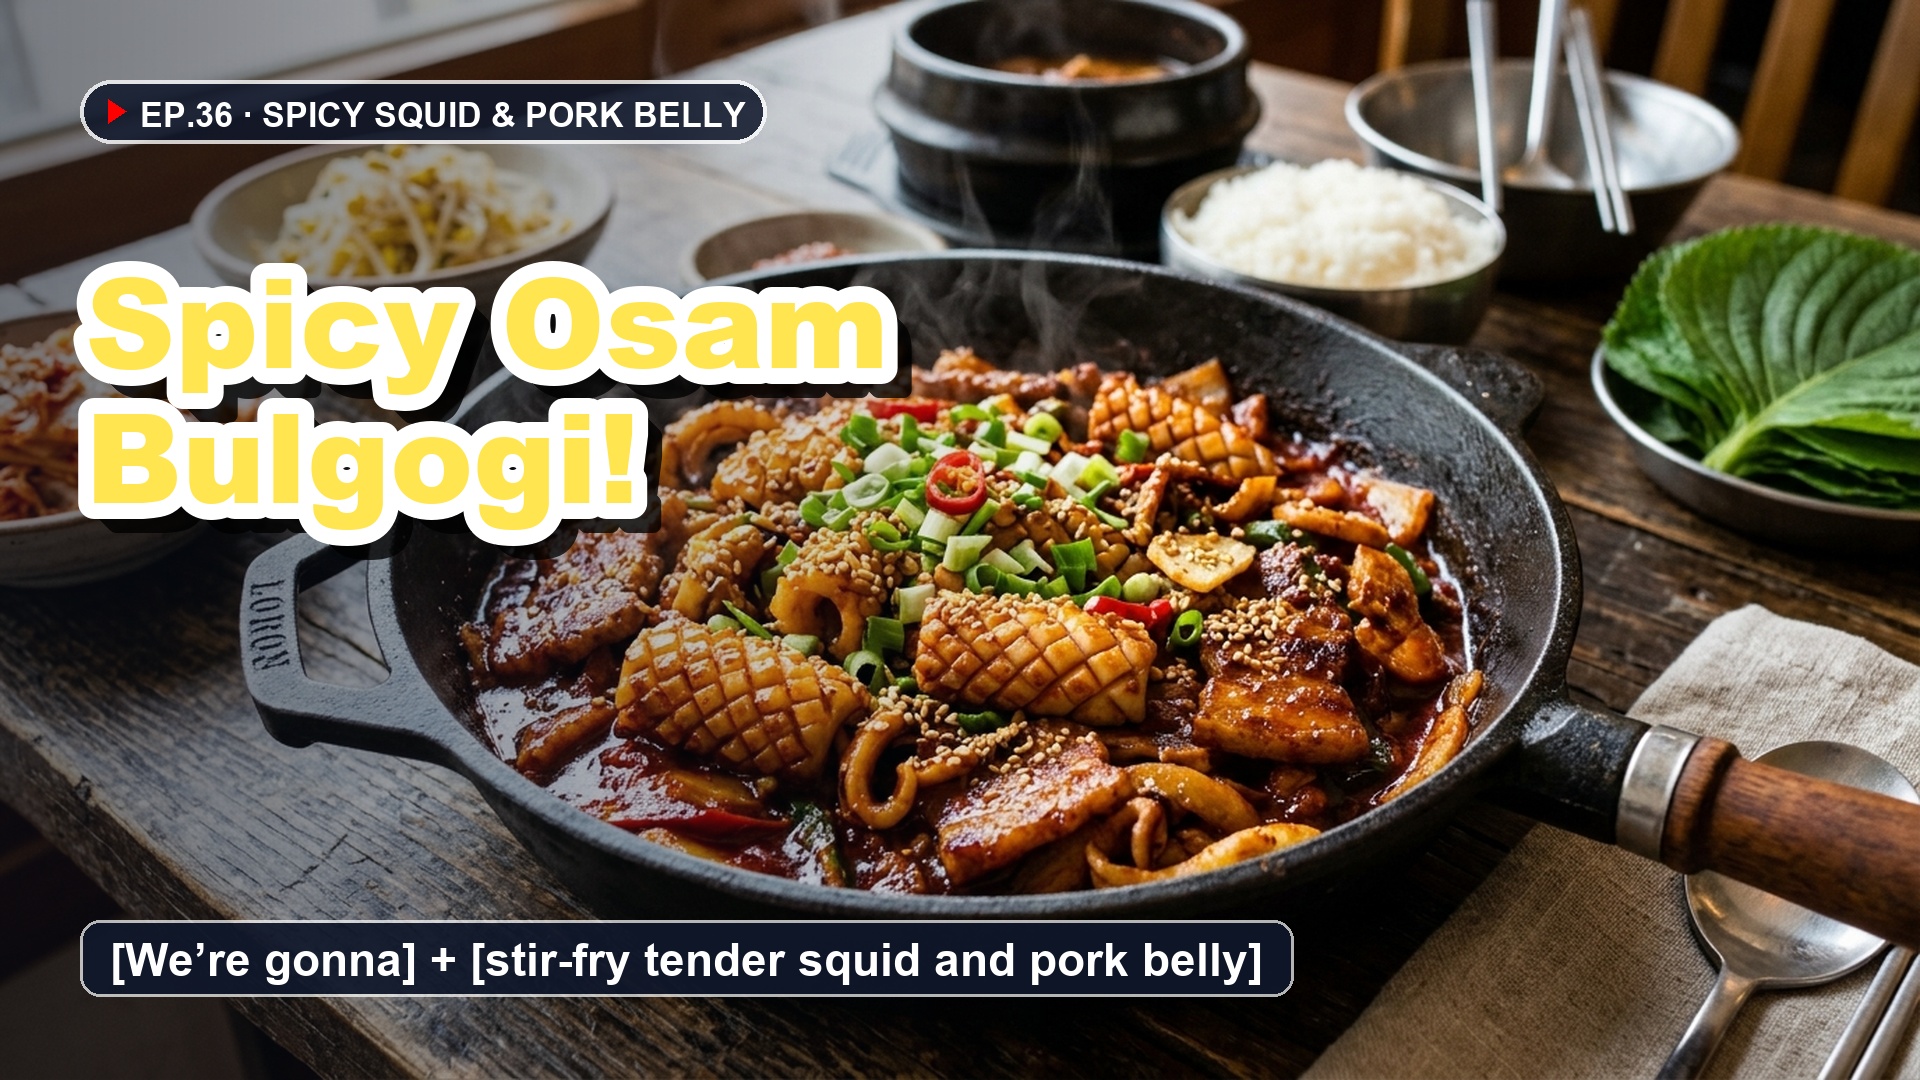 EP.36 · SPICY SQUID & PORK BELLY
Spicy Osam
Bulgogi!
LORON
[We’re gonna] + [stir-fry tender squid and pork belly]